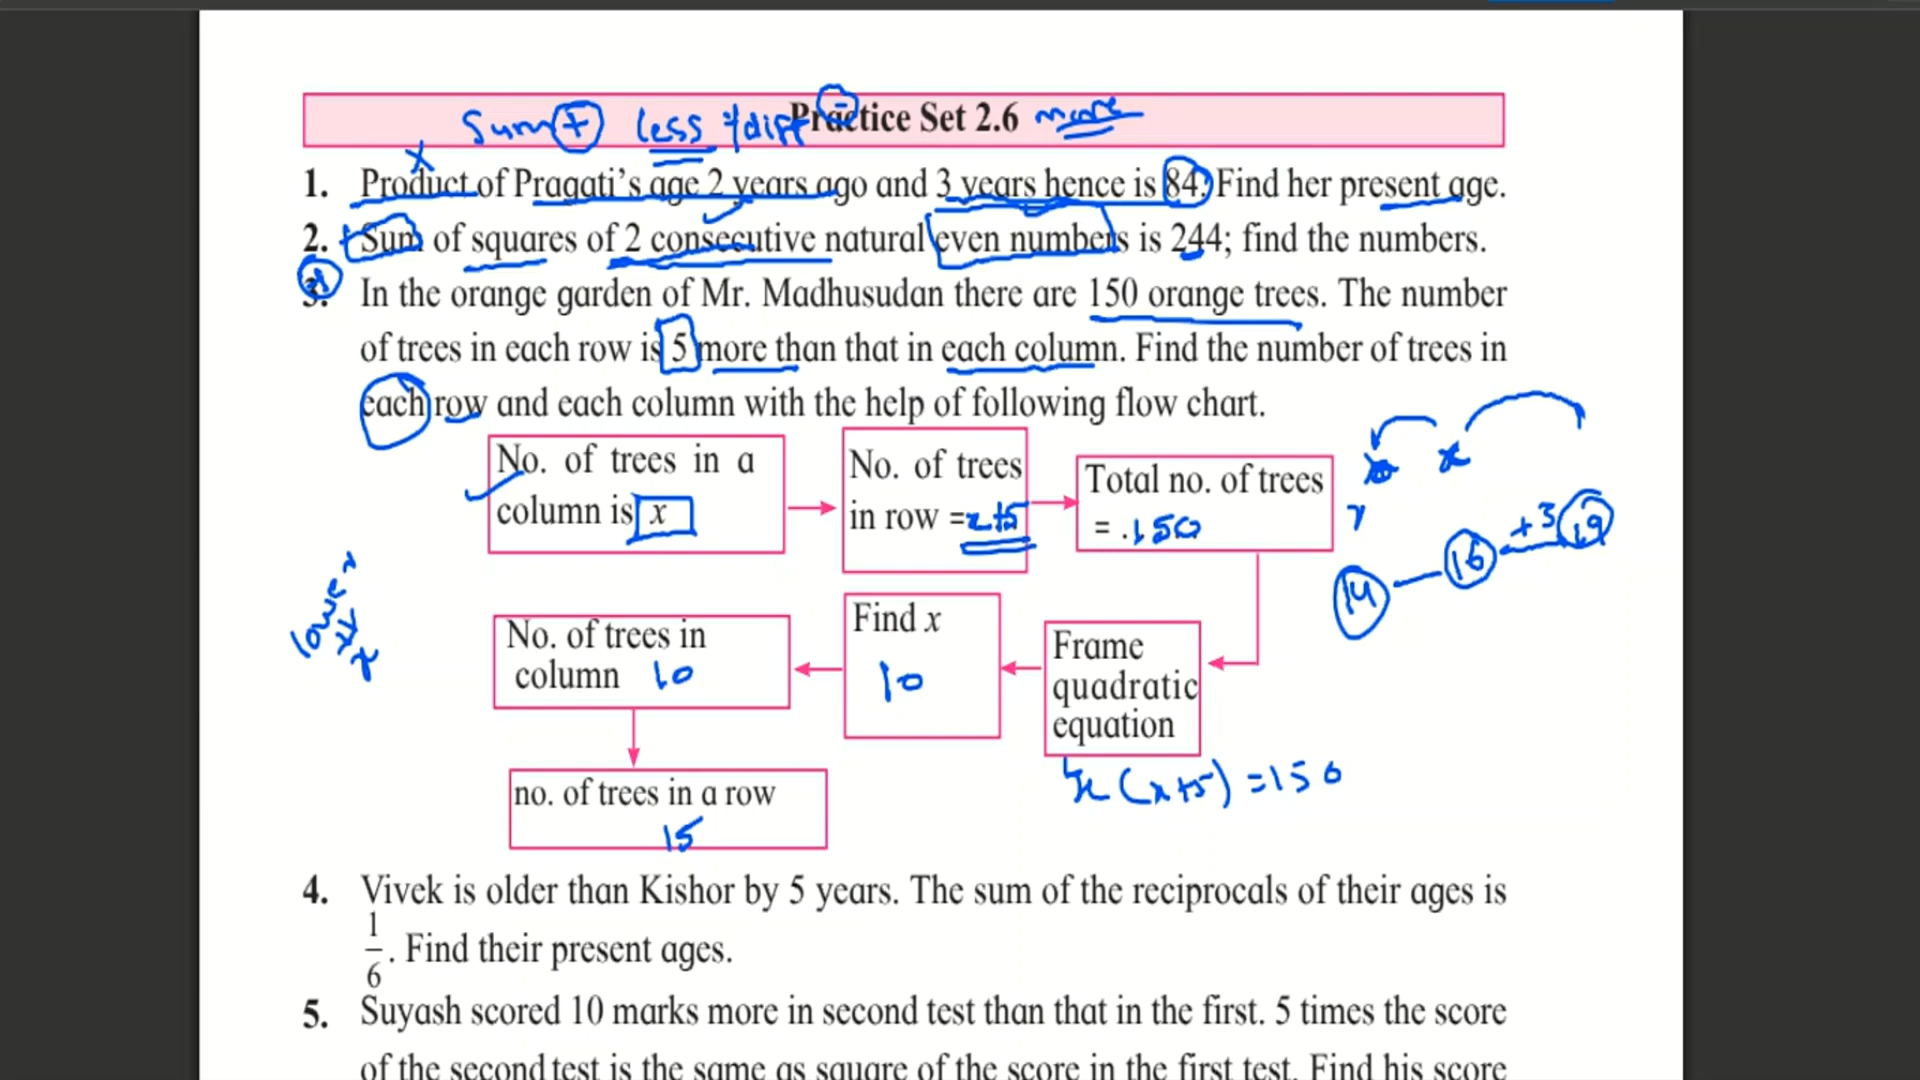 Sum + less diff - Practice Set 2.6 more
x
1. Product of Pragati's age 2 years ago and 3 years hence is 84. Find her present age.
2. Sum of squares of 2 consecutive natural even numbers is 244; find the numbers.
3. In the orange garden of Mr. Madhusudan there are 150 orange trees. The number
of trees in each row is 5 more than that in each column. Find the number of trees in
each row and each column with the help of following flow chart.
No. of trees in a
column is x
No. of trees
in row = x+5
Total no. of trees
= . 150
x
14 16 +3 19
Frame
quadratic
equation
x(x+5) = 150
Find x
10
No. of trees in
column 10
no. of trees in a row
15
4. Vivek is older than Kishor by 5 years. The sum of the reciprocals of their ages is
1/6. Find their present ages.
5. Suyash scored 10 marks more in second test than that in the first. 5 times the score
of the second test is the same as square of the score in the first test. Find his score